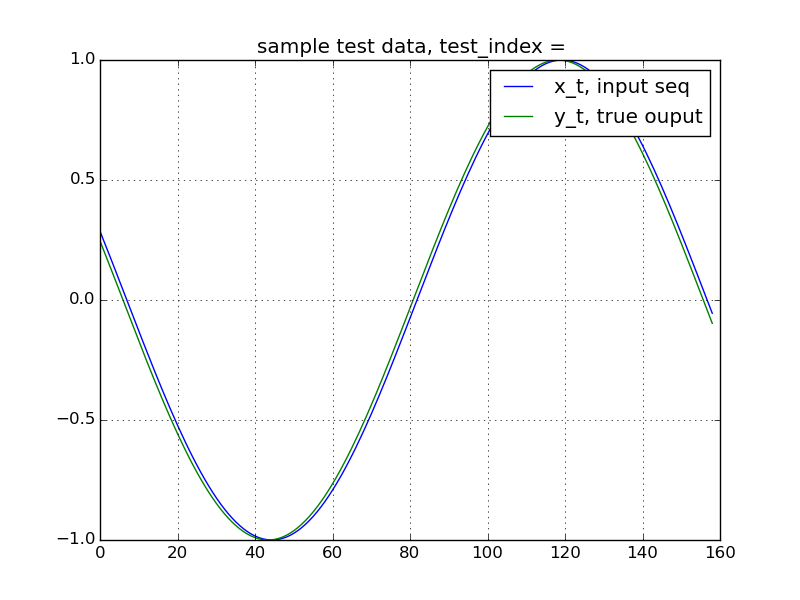 sample test data, test_index =
x_t, input seq
y_t, true ouput
1.0
0.5
0.0
−0.5
−1.0
0 20 40 60 80 100 120 140 160